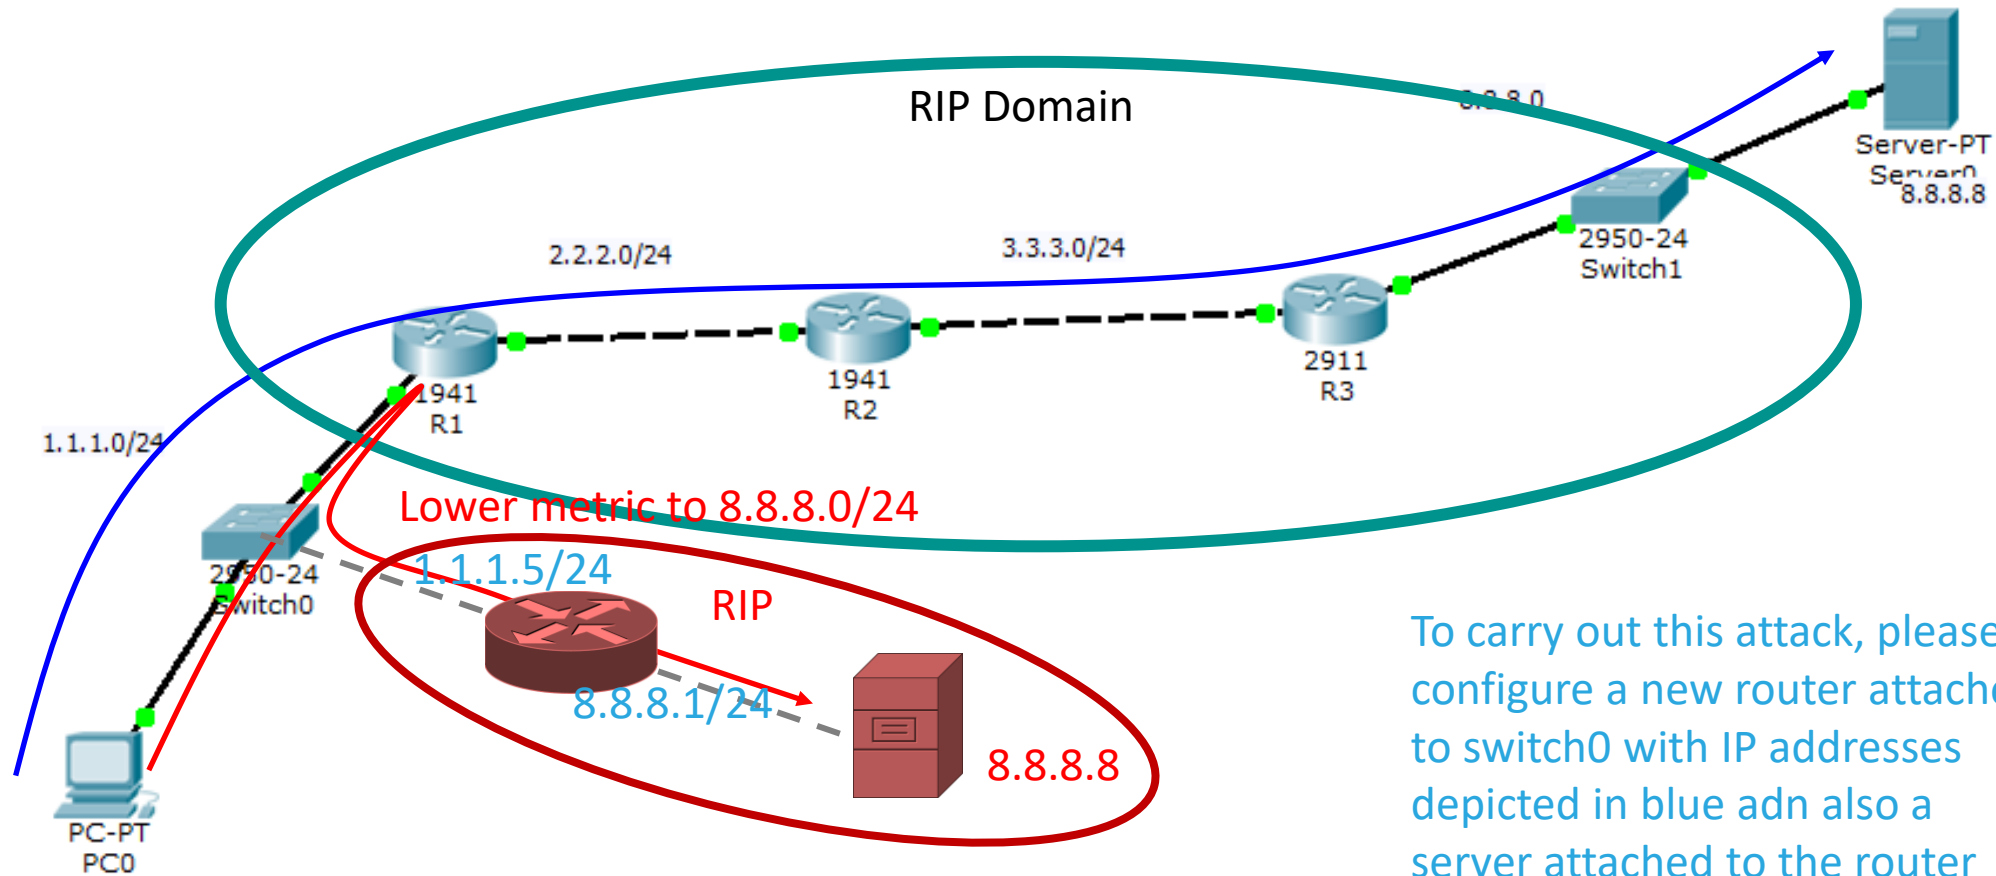 RIP Domain
8.8.8.0
Server-PT
Server0
8.8.8.8
2.2.2.0/24
3.3.3.0/24
2950-24
Switch1
1941
R1
1941
R2
2911
R3
1.1.1.0/24
Lower metric to 8.8.8.0/24
2950-24
Switch0
1.1.1.5/24
RIP
8.8.8.1/24
8.8.8.8
PC-PT
PC0
To carry out this attack, please
configure a new router attache
to switch0 with IP addresses
depicted in blue adn also a
server attached to the router